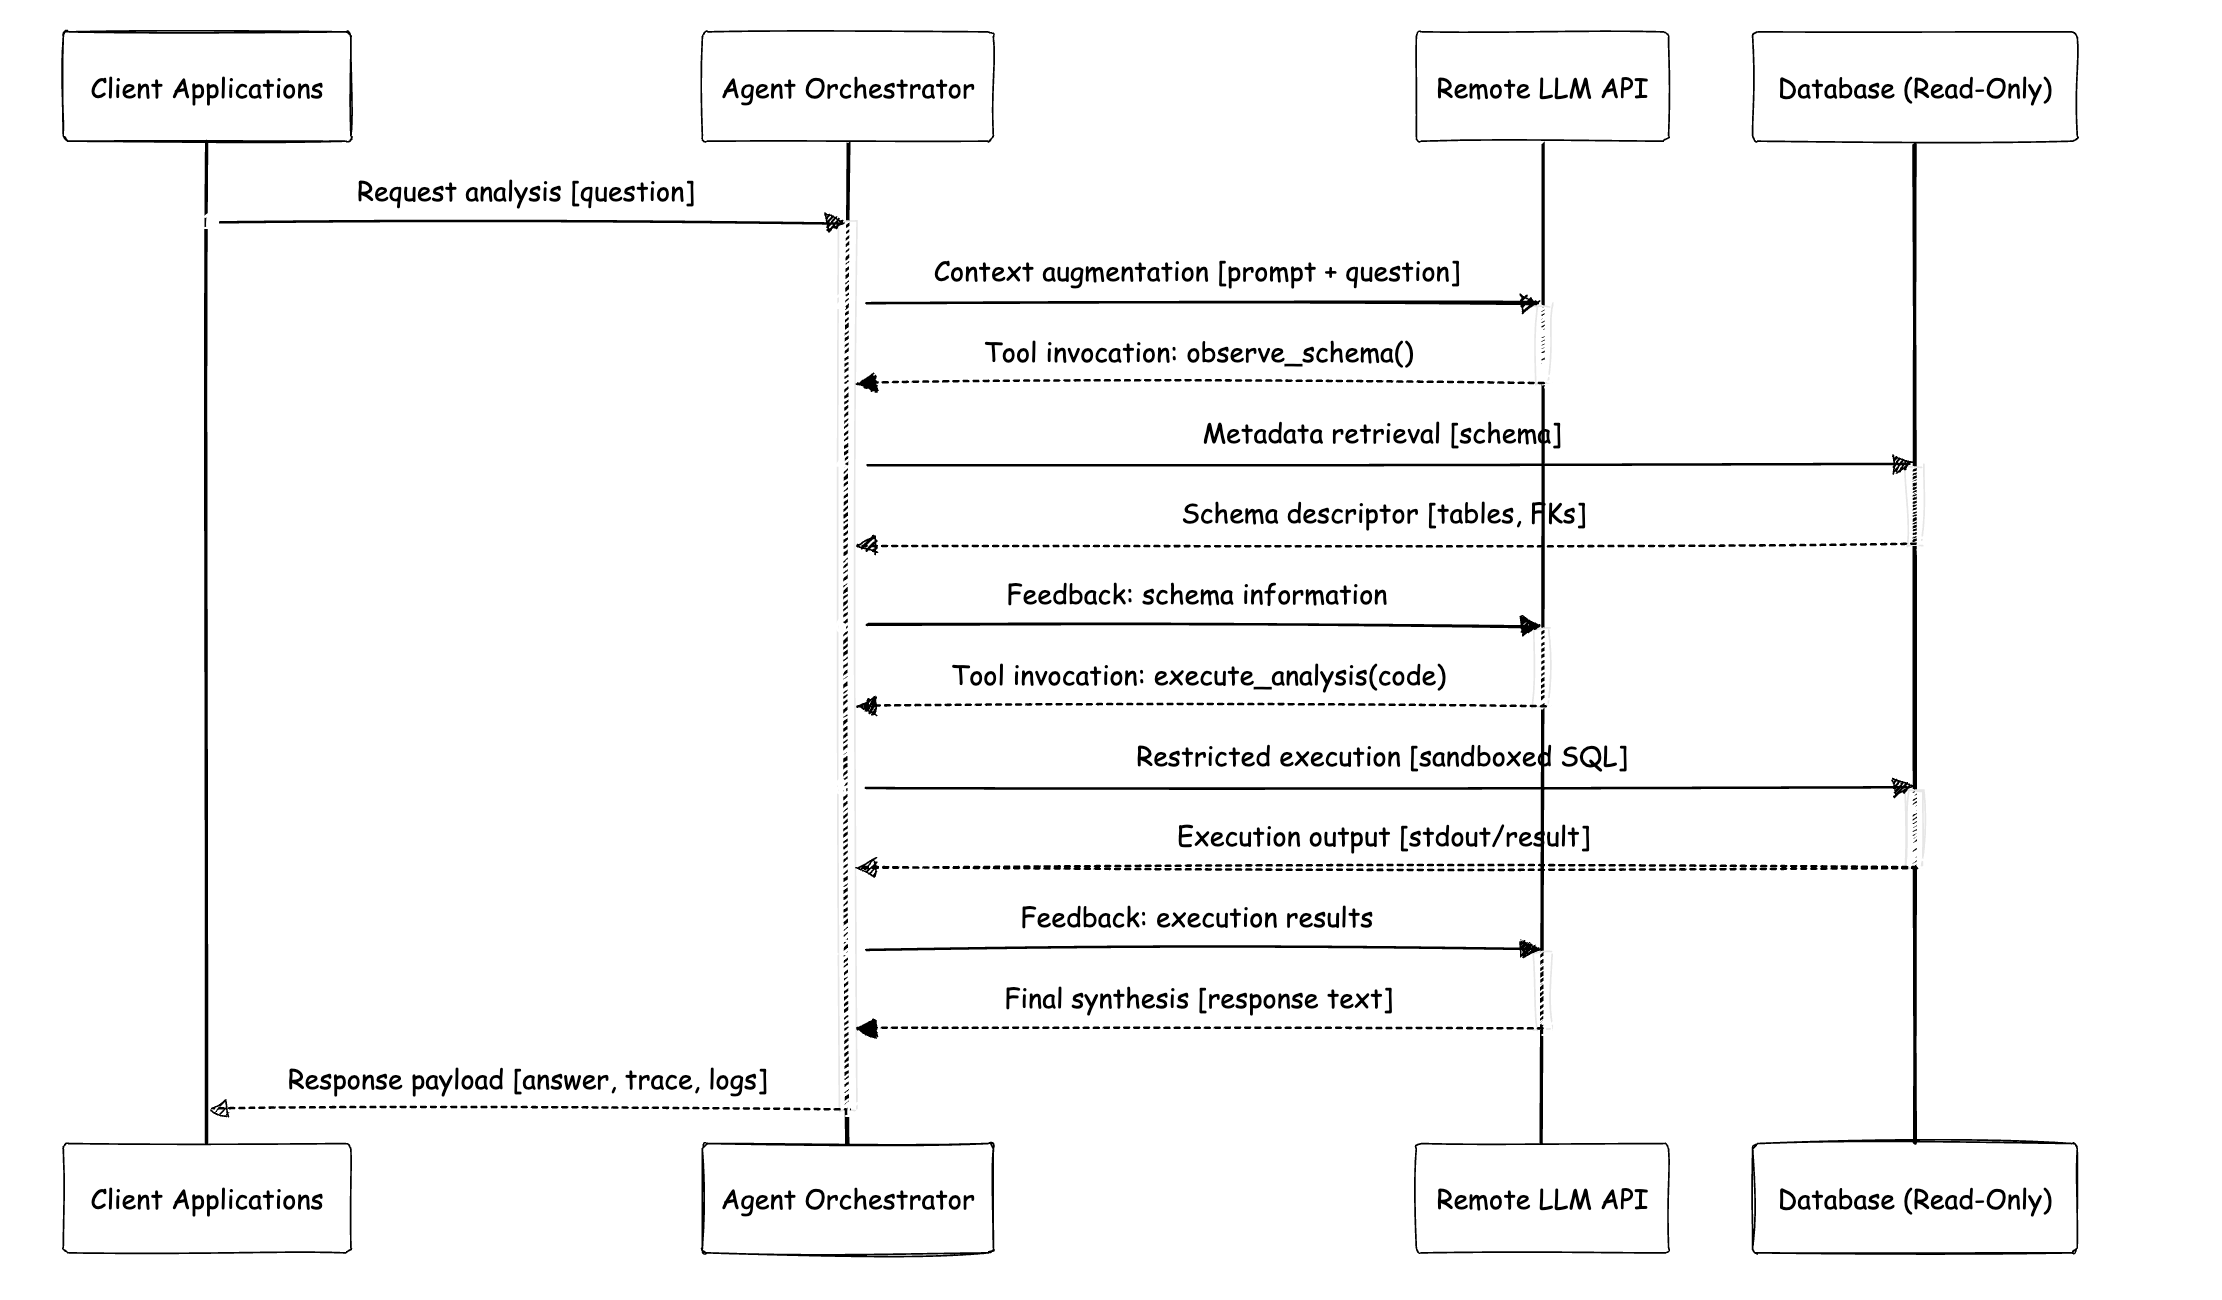 Client Applications
Agent Orchestrator
Remote LLM API
Database (Read-Only)
Request analysis [question]
Context augmentation [prompt + question]
Tool invocation: observe_schema()
Metadata retrieval [schema]
Schema descriptor [tables, FKs]
Feedback: schema information
Tool invocation: execute_analysis(code)
Restricted execution [sandboxed SQL]
Execution output [stdout/result]
Feedback: execution results
Final synthesis [response text]
Response payload [answer, trace, logs]
Client Applications
Agent Orchestrator
Remote LLM API
Database (Read-Only)